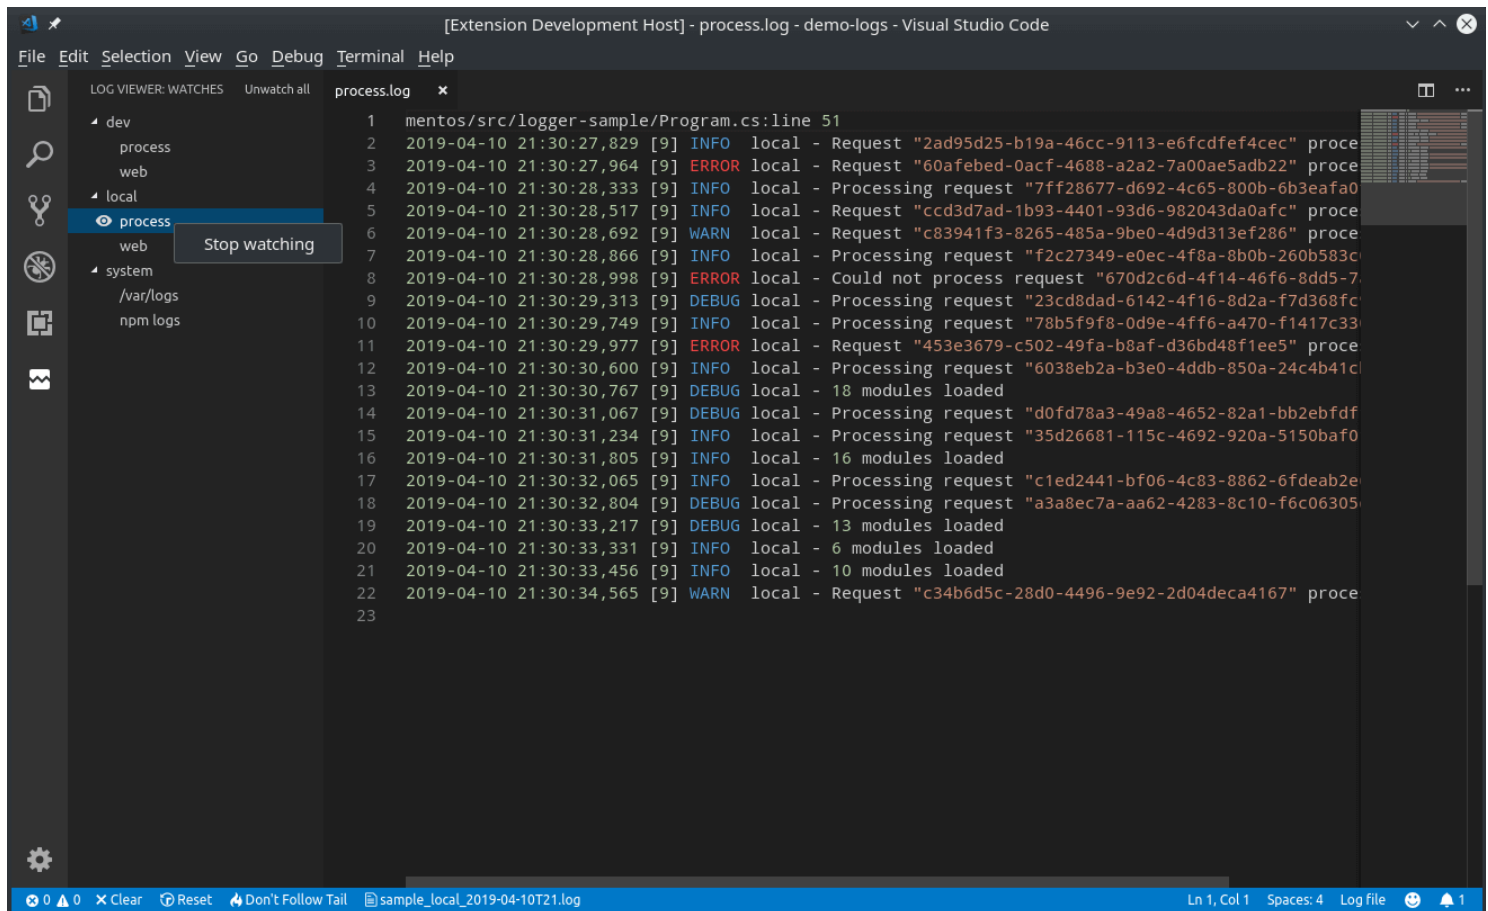 [Extension Development Host] - process.log - demo-logs - Visual Studio Code
File Edit Selection View Go Debug Terminal Help
LOG VIEWER: WATCHES Unwatch all
dev
process
web
local
process
web
Stop watching
system
/var/logs
npm logs
process.log
1 mentos/src/logger-sample/Program.cs:line 51
2 2019-04-10 21:30:27,829 [9] INFO local - Request "2ad95d25-b19a-46cc-9113-e6fcdfef4cec" proce
3 2019-04-10 21:30:27,964 [9] ERROR local - Request "60afebed-0acf-4688-a2a2-7a00ae5adb22" proce
4 2019-04-10 21:30:28,333 [9] INFO local - Processing request "7ff28677-d692-4c65-800b-6b3eafa0
5 2019-04-10 21:30:28,517 [9] INFO local - Request "ccd3d7ad-1b93-4401-93d6-982043da0afc" proce
6 2019-04-10 21:30:28,692 [9] WARN local - Request "c83941f3-8265-485a-9be0-4d9d313ef286" proce
7 2019-04-10 21:30:28,866 [9] INFO local - Processing request "f2c27349-e0ec-4f8a-8b0b-260b583c
8 2019-04-10 21:30:28,998 [9] ERROR local - Could not process request "670d2c6d-4f14-46f6-8dd5-7
9 2019-04-10 21:30:29,313 [9] DEBUG local - Processing request "23cd8dad-6142-4f16-8d2a-f7d368fc
10 2019-04-10 21:30:29,749 [9] INFO local - Processing request "78b5f9f8-0d9e-4ff6-a470-f1417c33
11 2019-04-10 21:30:29,977 [9] ERROR local - Request "453e3679-c502-49fa-b8af-d36bd48f1ee5" proce
12 2019-04-10 21:30:30,600 [9] INFO local - Processing request "6038eb2a-b3e0-4ddb-850a-24c4b41c
13 2019-04-10 21:30:30,767 [9] DEBUG local - 18 modules loaded
14 2019-04-10 21:30:31,067 [9] DEBUG local - Processing request "d0fd78a3-49a8-4652-82a1-bb2ebfdf
15 2019-04-10 21:30:31,234 [9] INFO local - Processing request "35d26681-115c-4692-920a-5150baf0
16 2019-04-10 21:30:31,805 [9] INFO local - 16 modules loaded
17 2019-04-10 21:30:32,065 [9] INFO local - Processing request "c1ed2441-bf06-4c83-8862-6fdeab2e
18 2019-04-10 21:30:32,804 [9] DEBUG local - Processing request "a3a8ec7a-aa62-4283-8c10-f6c06305
19 2019-04-10 21:30:33,217 [9] DEBUG local - 13 modules loaded
20 2019-04-10 21:30:33,331 [9] INFO local - 6 modules loaded
21 2019-04-10 21:30:33,456 [9] INFO local - 10 modules loaded
22 2019-04-10 21:30:34,565 [9] WARN local - Request "c34b6d5c-28d0-4496-9e92-2d04deca4167" proce
23
0 0 Clear Reset Don't Follow Tail sample_local_2019-04-10T21.log Ln 1, Col 1 Spaces: 4 Log file 1